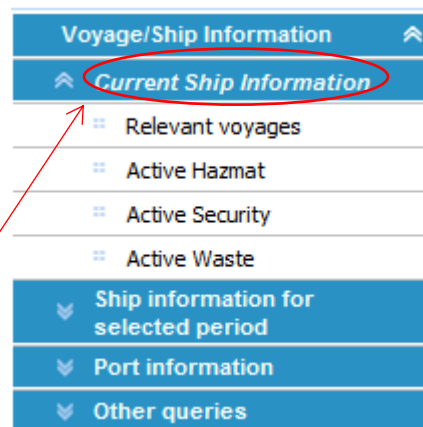 Voyage/Ship Information
Current Ship Information
Relevant voyages
Active Hazmat
Active Security
Active Waste
Ship information for
selected period
Port information
Other queries